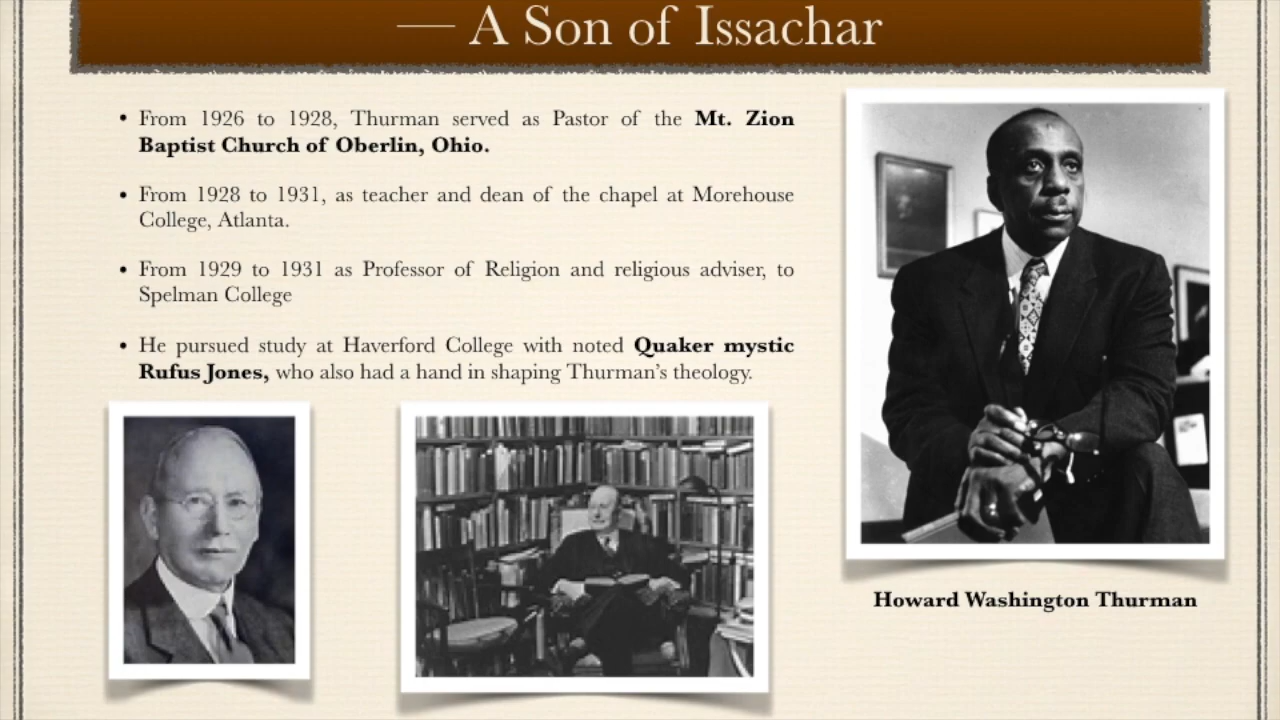 — A Son of Issachar
• From 1926 to 1928, Thurman served as Pastor of the Mt. Zion
Baptist Church of Oberlin, Ohio.
• From 1928 to 1931, as teacher and dean of the chapel at Morehouse
College, Atlanta.
• From 1929 to 1931 as Professor of Religion and religious adviser, to
Spelman College
• He pursued study at Haverford College with noted Quaker mystic
Rufus Jones, who also had a hand in shaping Thurman's theology.
Howard Washington Thurman